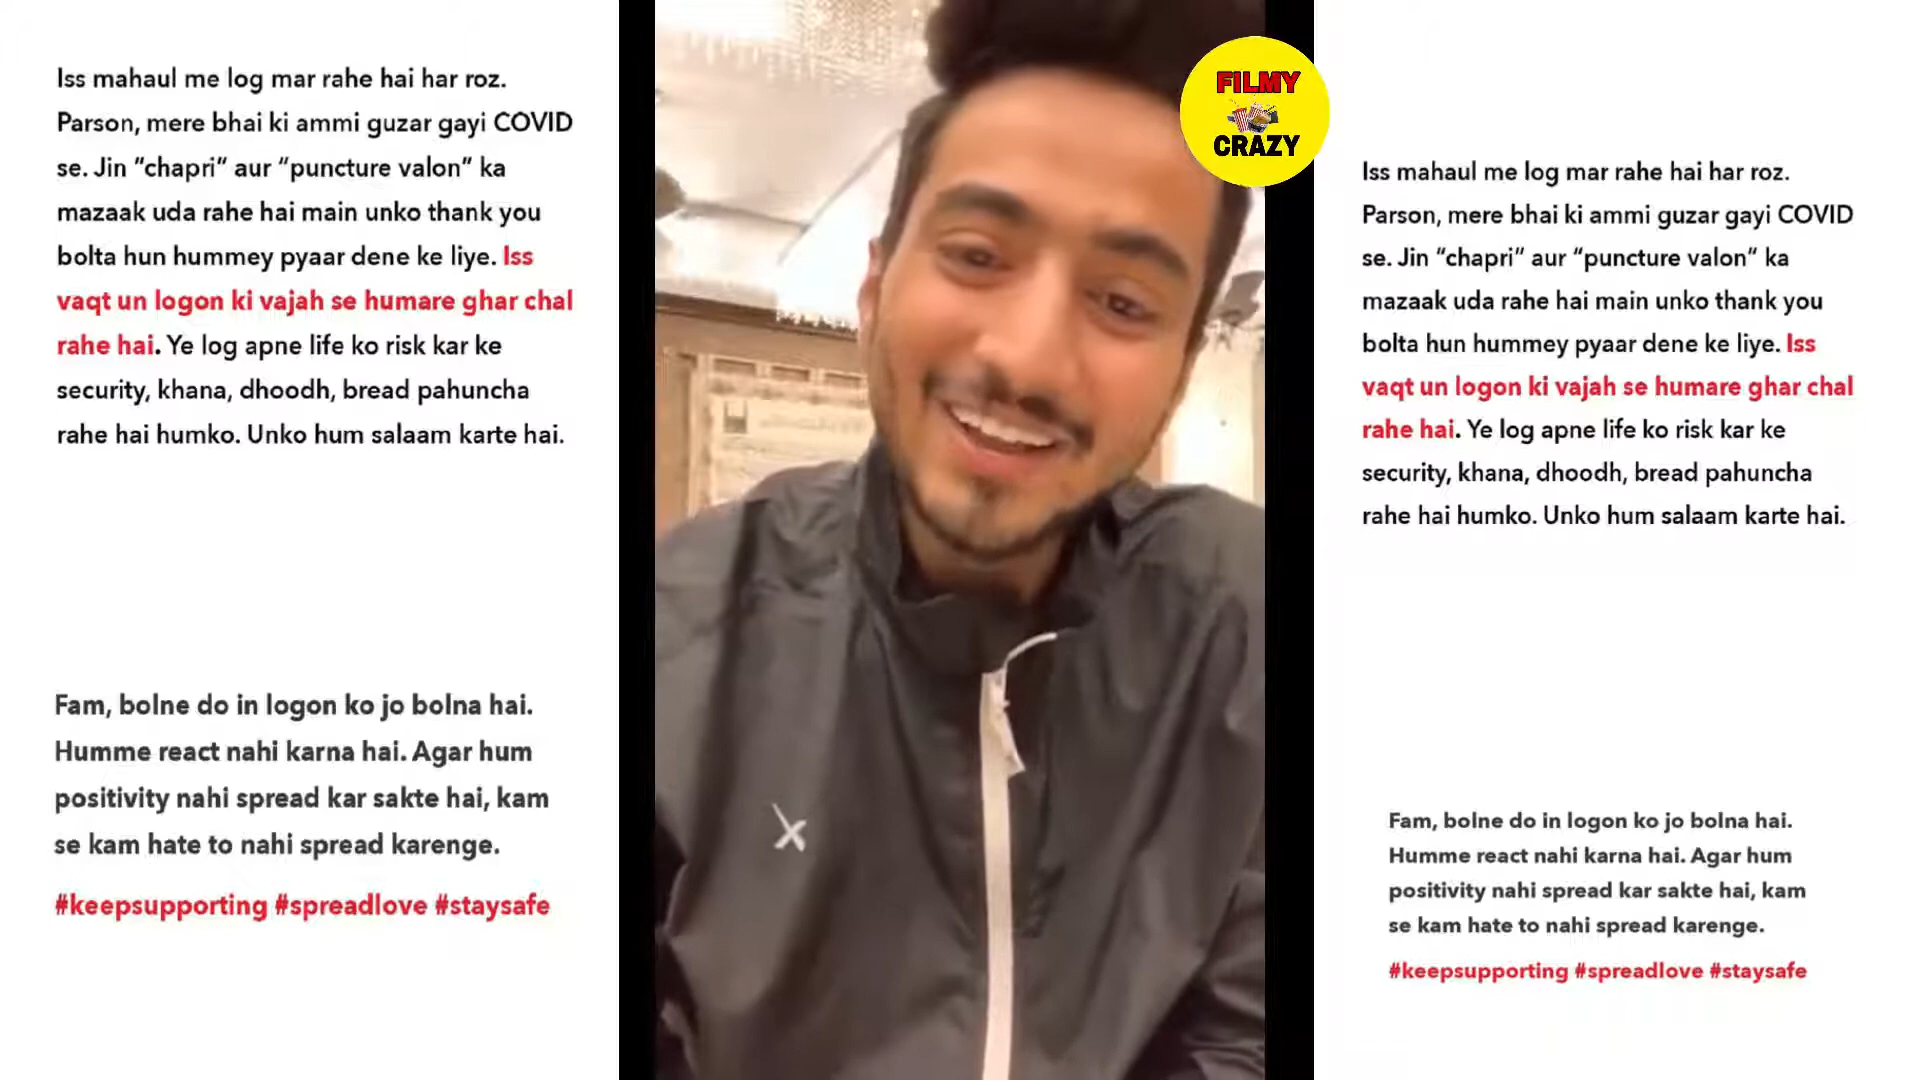 Iss mahaul me log mar rahe hai har roz.
Parson, mere bhai ki ammi guzar gayi COVID
se. Jin “chapri” aur “puncture valon” ka
mazaak uda rahe hai main unko thank you
bolta hun hummey pyaar dene ke liye. Iss
vaqt un logon ki vajah se humare ghar chal
rahe hai. Ye log apne life ko risk kar ke
security, khana, dhoodh, bread pahuncha
rahe hai humko. Unko hum salaam karte hai.
Fam, bolne do in logon ko jo bolna hai.
Humme react nahi karna hai. Agar hum
positivity nahi spread kar sakte hai, kam
se kam hate to nahi spread karenge.
#keepsupporting #spreadlove #staysafe
FILMY
CRAZY
Iss mahaul me log mar rahe hai har roz.
Parson, mere bhai ki ammi guzar gayi COVID
se. Jin “chapri” aur “puncture valon” ka
mazaak uda rahe hai main unko thank you
bolta hun hummey pyaar dene ke liye. Iss
vaqt un logon ki vajah se humare ghar chal
rahe hai. Ye log apne life ko risk kar ke
security, khana, dhoodh, bread pahuncha
rahe hai humko. Unko hum salaam karte hai.
Fam, bolne do in logon ko jo bolna hai.
Humme react nahi karna hai. Agar hum
positivity nahi spread kar sakte hai, kam
se kam hate to nahi spread karenge.
#keepsupporting #spreadlove #staysafe